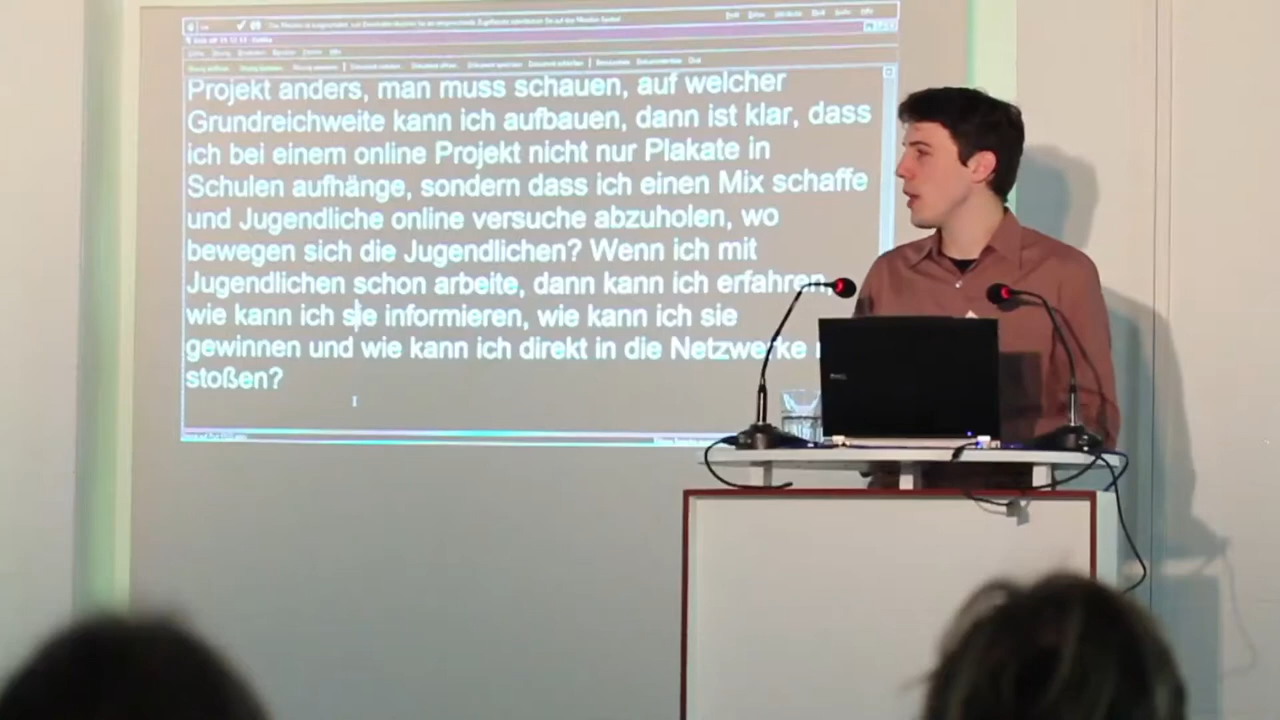 Projekt anders, man muss schauen, auf welcher
Grundreichweite kann ich aufbauen, dann ist klar, dass
ich bei einem online Projekt nicht nur Plakate in
Schulen aufhänge, sondern dass ich einen Mix schaffe
und Jugendliche online versuche abzuholen, wo
bewegen sich die Jugendlichen? Wenn ich mit
Jugendlichen schon arbeite, dann kann ich erfahren,
wie kann ich sie informieren, wie kann ich sie
gewinnen und wie kann ich direkt in die Netzwerke
stoßen?